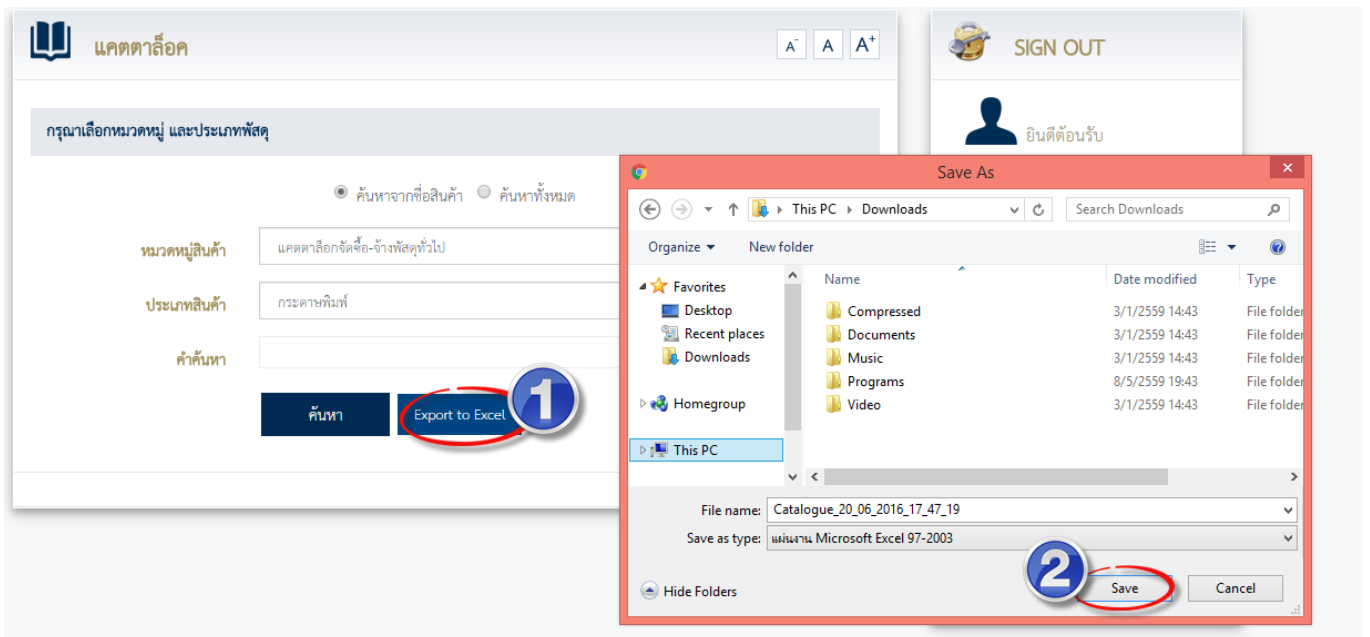 แคตตาล็อค
A- A A+
กรุณาเลือกหมวดหมู่ และประเภทพัสดุ
ค้นหาจากชื่อสินค้า ค้นหาทั้งหมด
หมวดหมู่สินค้า แคตตาล็อกจัดซื้อ-จ้างพัสดุทั่วไป
ประเภทสินค้า กระดาษพิมพ์
คำค้นหา
ค้นหา Export to Excel 1
SIGN OUT
ยินดีต้อนรับ
Save As
This PC Downloads Search Downloads
Organize New folder
Favorites
Desktop
Recent places
Downloads
Homegroup
This PC
Name Date modified Type
Compressed 3/1/2559 14:43 File folder
Documents 3/1/2559 14:43 File folder
Music 3/1/2559 14:43 File folder
Programs 8/5/2559 19:43 File folder
Video 3/1/2559 14:43 File folder
File name: Catalogue_20_06_2016_17_47_19
Save as type: แผ่นงาน Microsoft Excel 97-2003
Hide Folders 2 Save Cancel